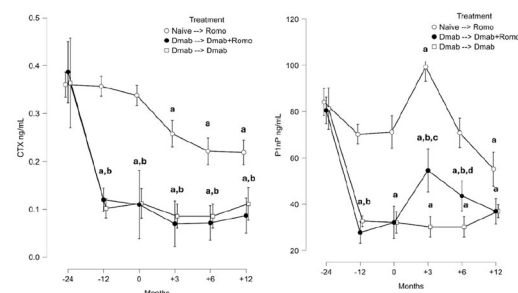 Treatment
Naive --> Romo
Dmab --> Dmab+Romo
Dmab --> Dmab
CTX ng/mL
0.5
0.4
0.3
0.2
0.1
0.0
a
a
a
a,b
a,b
a,b
a,b
a,b
-24
-12
0
+3
+6
+12
Months
Treatment
Naive --> Romo
Dmab --> Dmab+Romo
Dmab --> Dmab
P1nP ng/mL
120
100
80
60
40
20
a
a
a
a,b,c
a,b,d
a,b
a
a
a
a
-24
-12
0
+3
+6
+12
Months